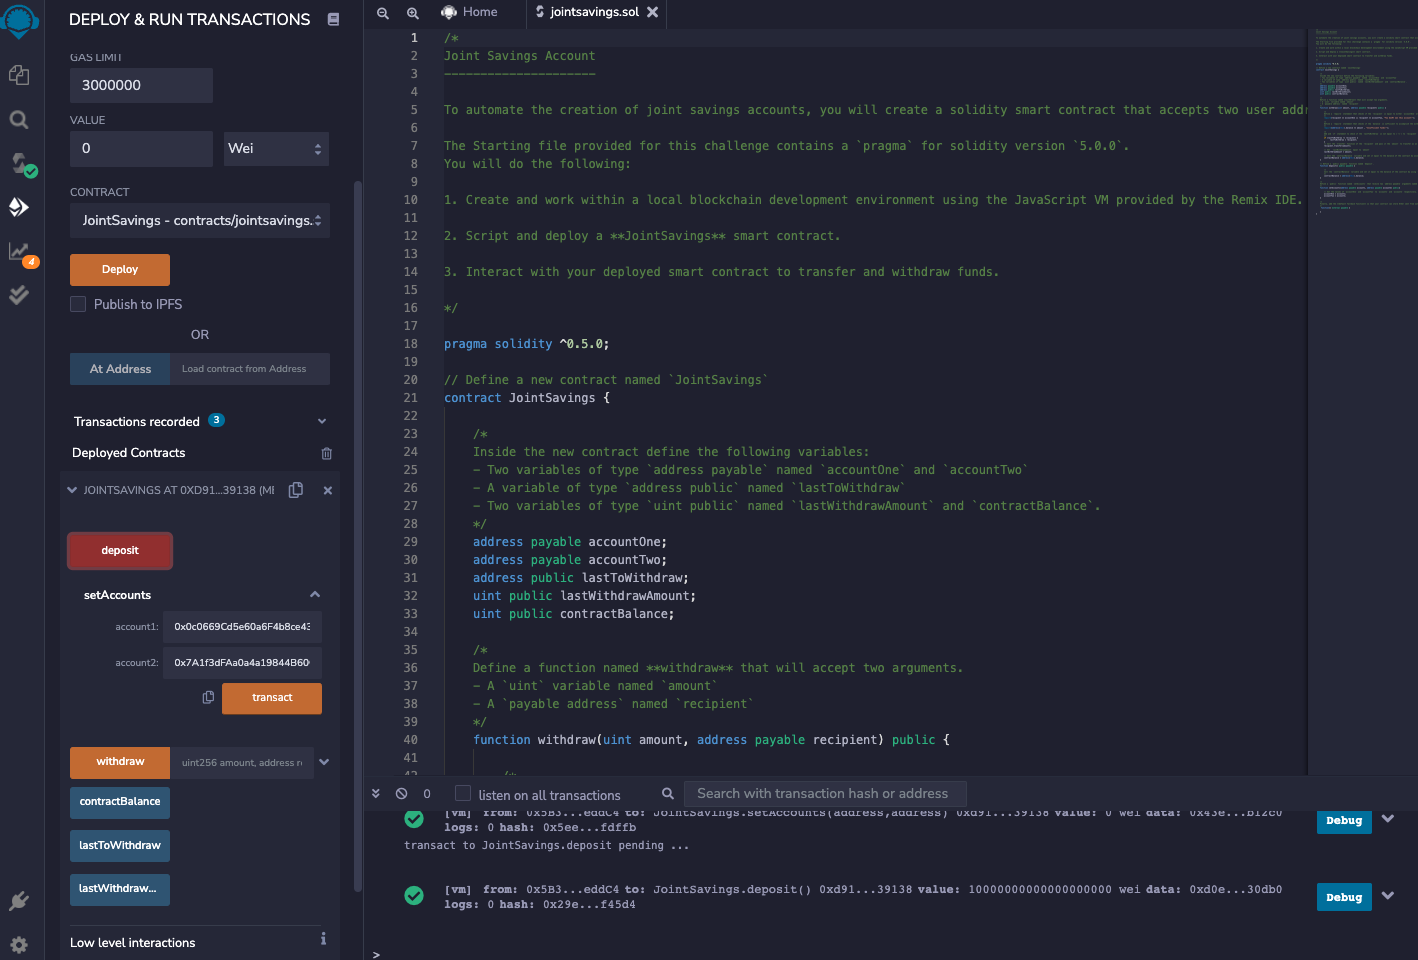 DEPLOY & RUN TRANSACTIONS
GAS LIMIT
3000000
VALUE
0
Wei
CONTRACT
JointSavings - contracts/jointsavings.
Deploy
Publish to IPFS
OR
At Address
Load contract from Address
Transactions recorded 3
Deployed Contracts
JOINTSAVINGS AT 0XD91...39138 (ME
deposit
setAccounts
account1: 0x0c0669Cd5e60a6F4b8ce43
account2: 0x7A1f3dFAa0a4a19844B60
transact
withdraw
uint256 amount, address re
contractBalance
lastToWithdraw
lastWithdraw...
Low level interactions
i
4
Home
jointsavings.sol
1 /*
2 Joint Savings Account
3 ---------------------
4
5 To automate the creation of joint savings accounts, you will create a solidity smart contract that accepts two user addr
6
7 The Starting file provided for this challenge contains a `pragma` for solidity version `5.0.0`.
8 You will do the following:
9
10 1. Create and work within a local blockchain development environment using the JavaScript VM provided by the Remix IDE.
11
12 2. Script and deploy a **JointSavings** smart contract.
13
14 3. Interact with your deployed smart contract to transfer and withdraw funds.
15
16 */
17
18 pragma solidity ^0.5.0;
19
20 // Define a new contract named `JointSavings`
21 contract JointSavings {
22
23 /*
24 Inside the new contract define the following variables:
25 - Two variables of type `address payable` named `accountOne` and `accountTwo`
26 - A variable of type `address public` named `lastToWithdraw`
27 - Two variables of type `uint public` named `lastWithdrawAmount` and `contractBalance`.
28 */
29 address payable accountOne;
30 address payable accountTwo;
31 address public lastToWithdraw;
32 uint public lastWithdrawAmount;
33 uint public contractBalance;
34
35 /*
36 Define a function named **withdraw** that will accept two arguments.
37 - A `uint` variable named `amount`
38 - A `payable address` named `recipient`
39 */
40 function withdraw(uint amount, address payable recipient) public {
41
42 /*
0
listen on all transactions
Search with transaction hash or address
[vm] from: 0x5B3...eddC4 to: JointSavings.setAccounts(address,address) 0xd91...39138 value: 0 wei data: 0x43e...b12c0
logs: 0 hash: 0x5ee...fdffb
Debug
transact to JointSavings.deposit pending ...
[vm] from: 0x5B3...eddC4 to: JointSavings.deposit() 0xd91...39138 value: 10000000000000000000 wei data: 0xd0e...30db0
logs: 0 hash: 0x29e...f45d4
Debug
>